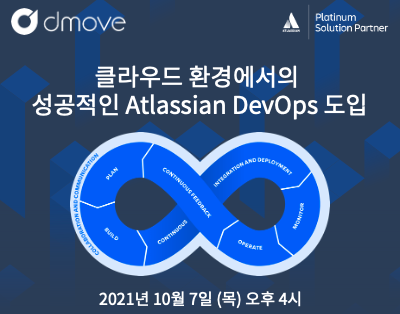 dmove
ATLASSIAN
Platinum
Solution Partner
클라우드 환경에서의
성공적인 Atlassian DevOps 도입
COLLABORATION AND COMMUNICATION
PLAN
BUILD
CONTINUOUS
CONTINUOUS FEEDBACK
INTEGRATION AND DEPLOYMENT
MONITOR
OPERATE
2021년 10월 7일 (목) 오후 4시